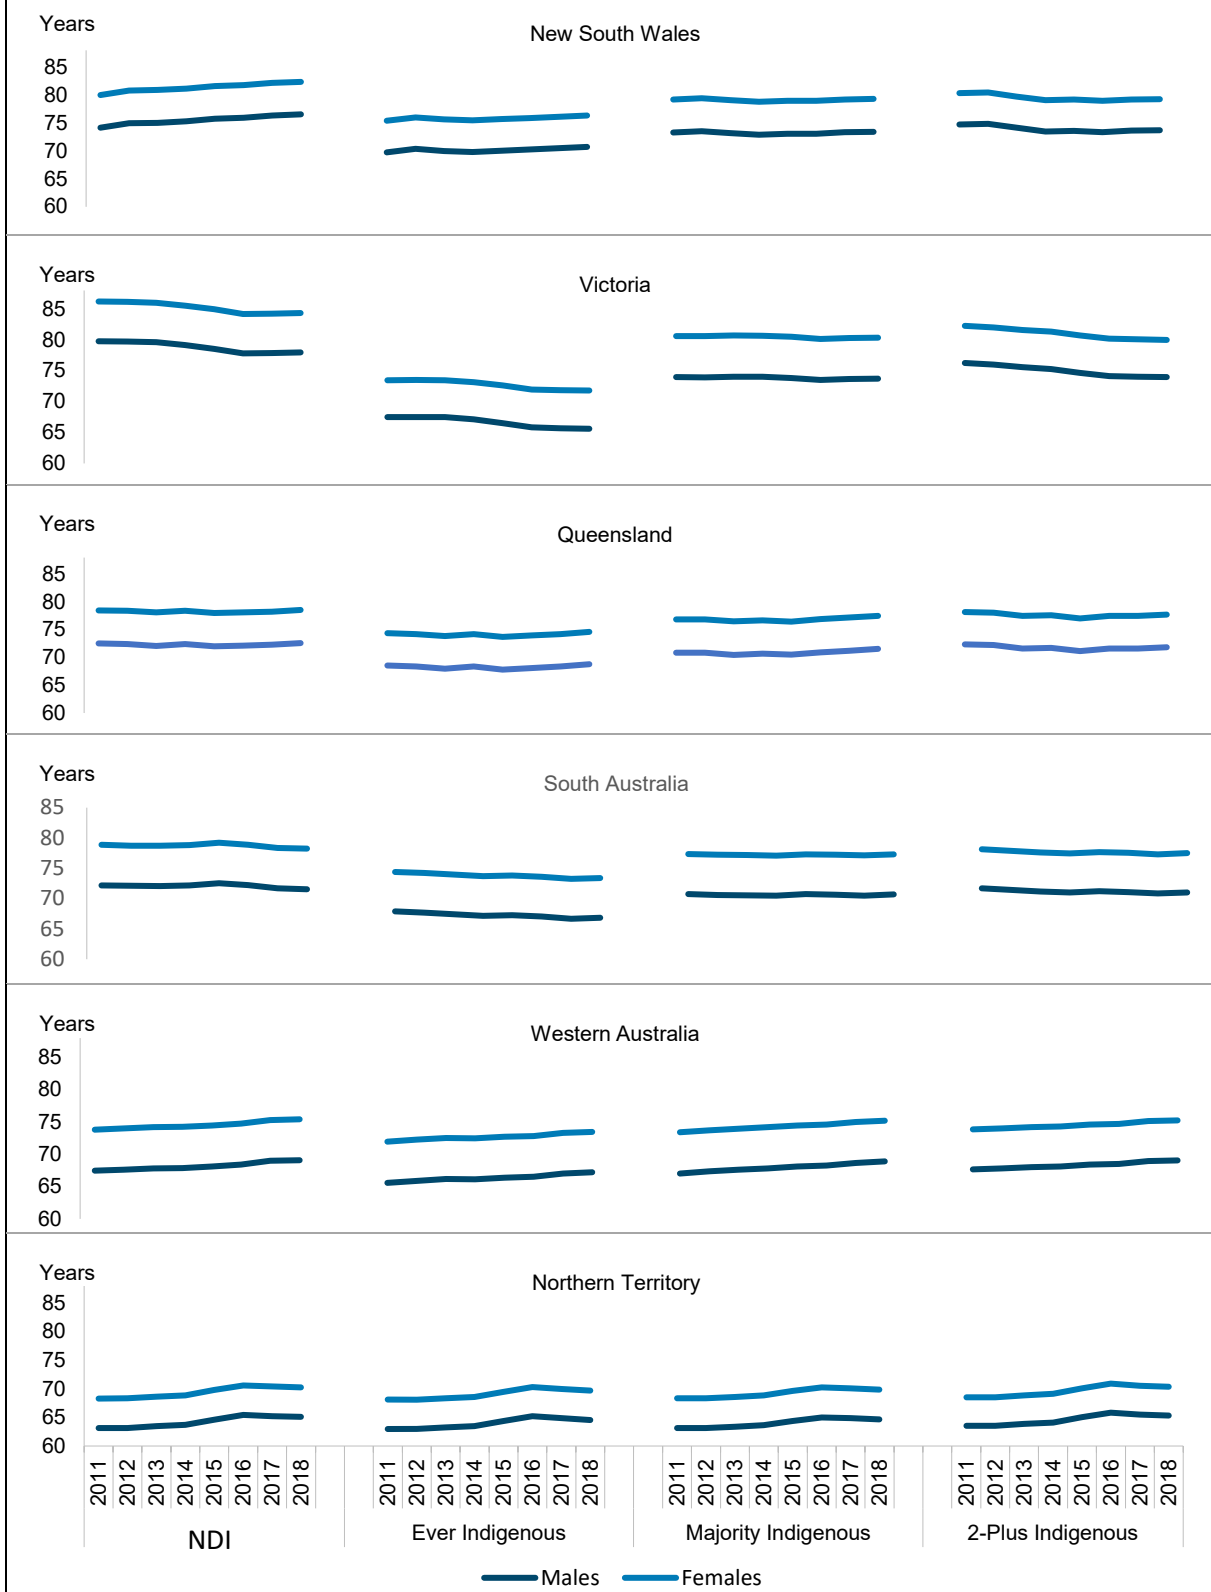 Years
New South Wales
85
80
75
70
65
60
Years
Victoria
85
80
75
70
65
60
Years
Queensland
85
80
75
70
65
60
Years
South Australia
85
80
75
70
65
60
Years
Western Australia
85
80
75
70
65
60
Years
Northern Territory
85
80
75
70
65
60
2011 2012 2013 2014 2015 2016 2017 2018 2011 2012 2013 2014 2015 2016 2017 2018 2011 2012 2013 2014 2015 2016 2017 2018 2011 2012 2013 2014 2015 2016 2017 2018
NDI Ever Indigenous Majority Indigenous 2-Plus Indigenous
Males Females